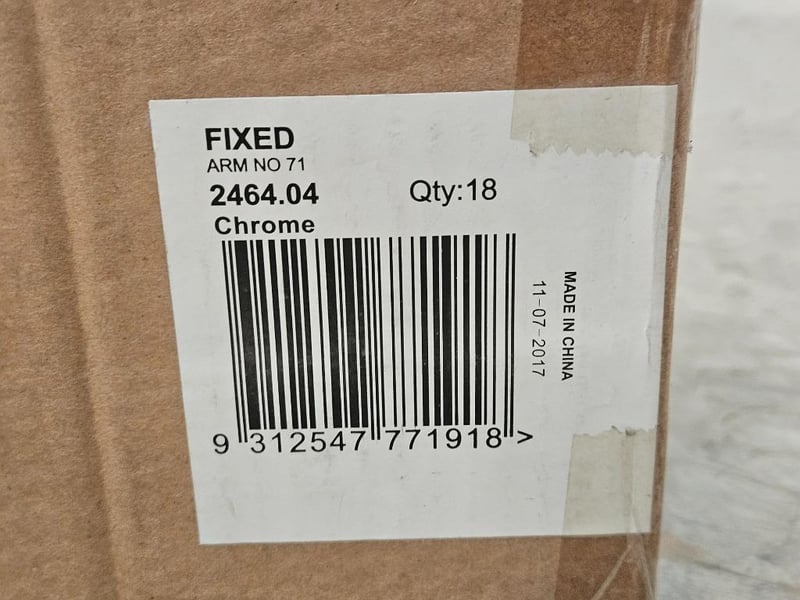 FIXED
ARM NO 71
2464.04
Qty:18
Chrome
9 312547 771918 >
MADE IN CHINA
11-07-2017